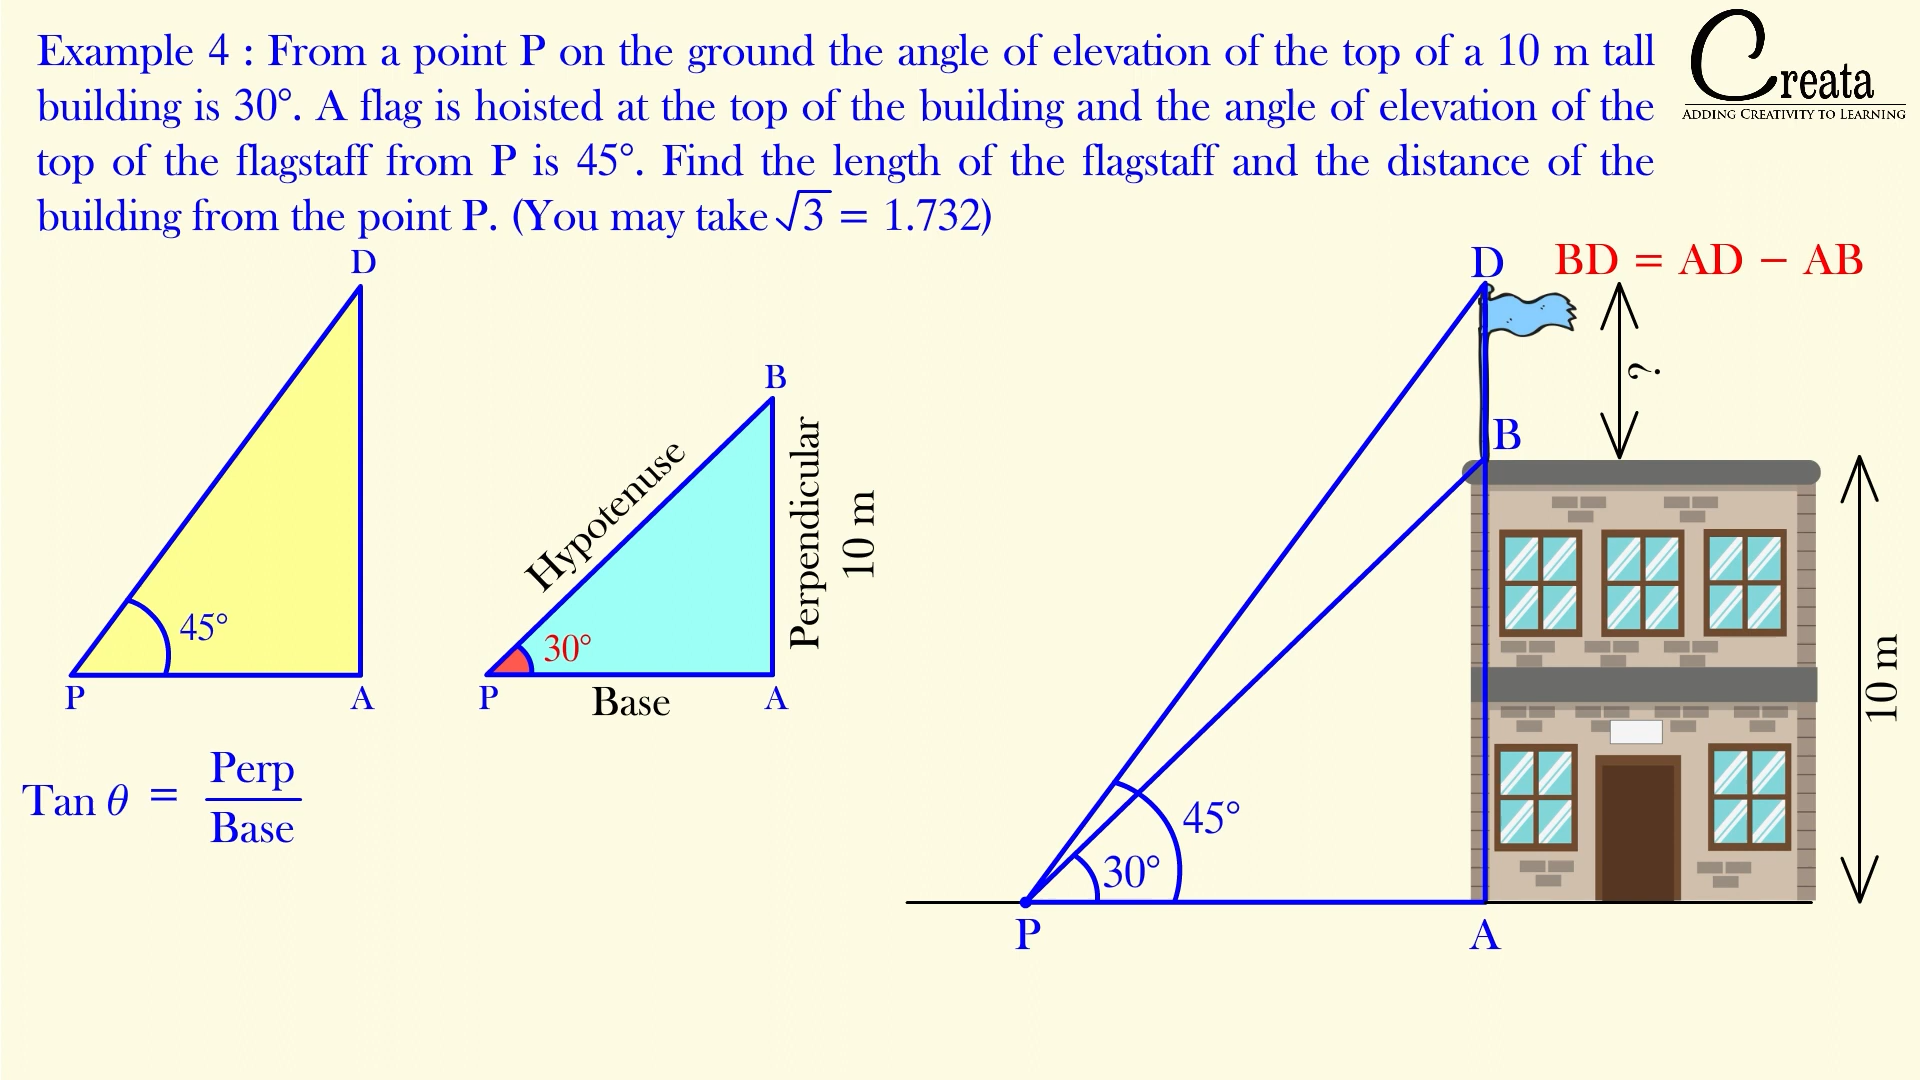 Example 4 : From a point P on the ground the angle of elevation of the top of a 10 m tall
building is 30°. A flag is hoisted at the top of the building and the angle of elevation of the
top of the flagstaff from P is 45°. Find the length of the flagstaff and the distance of the
building from the point P. (You may take √3 = 1.732)
Creata
ADDING CREATIVITY TO LEARNING
D
45°
P
A
B
Hypotenuse
Perpendicular
10 m
30°
P
Base
A
Tan θ = Perp
Base
D
BD = AD − AB
?
B
10 m
45°
30°
P
A